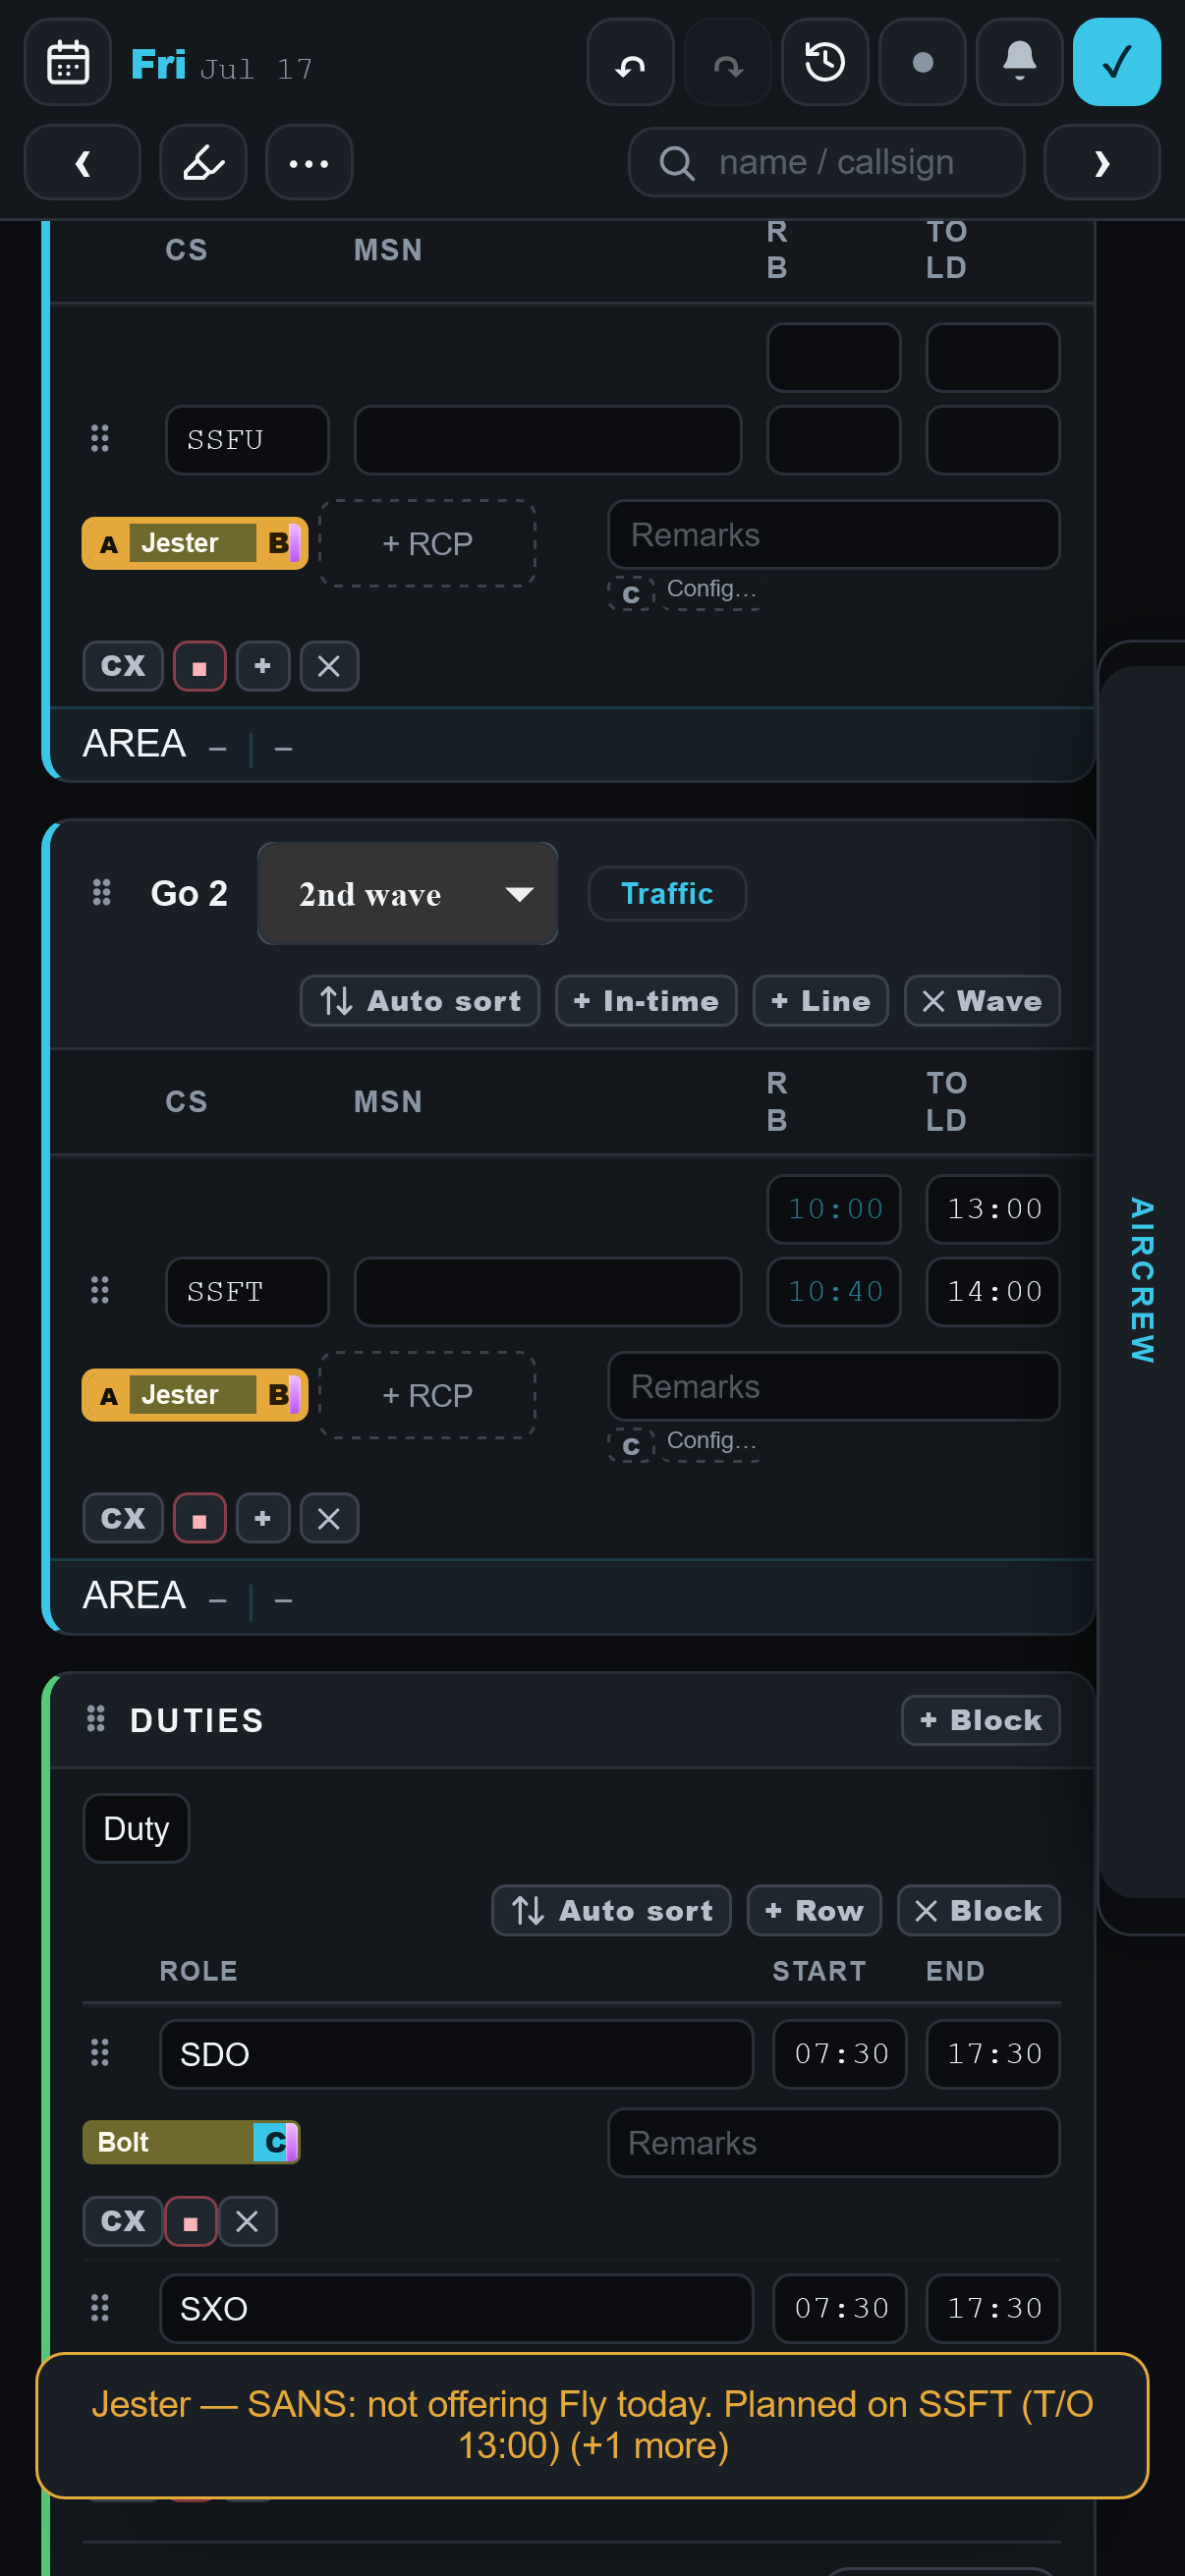 Fri Jul 17
name / callsign
CS MSN R TO
B LD
SSFU
A Jester B + RCP Remarks
C Config...
CX + ×
AREA – | –
Go 2 2nd wave Traffic
Auto sort + In-time + Line × Wave
CS MSN R TO
B LD
10:00 13:00
SSFT 10:40 14:00
A Jester B + RCP Remarks
C Config...
CX + ×
AREA – | –
AIRCREW
DUTIES + Block
Duty
Auto sort + Row × Block
ROLE START END
SDO 07:30 17:30
Bolt C Remarks
CX ×
SXO 07:30 17:30
Jester — SANS: not offering Fly today. Planned on SSFT (T/O
13:00) (+1 more)